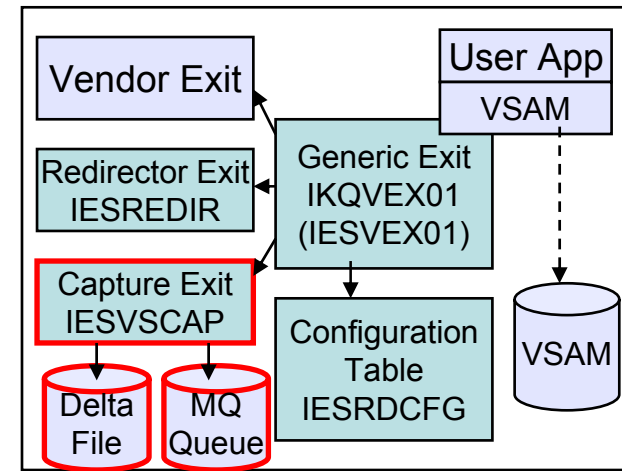 Vendor Exit
User App
VSAM
Generic Exit
IKQVEX01
(IESVEX01)
Redirector Exit
IESREDIR
Capture Exit
IESVSCAP
Configuration
Table
IESRDCFG
VSAM
Delta
File
MQ
Queue